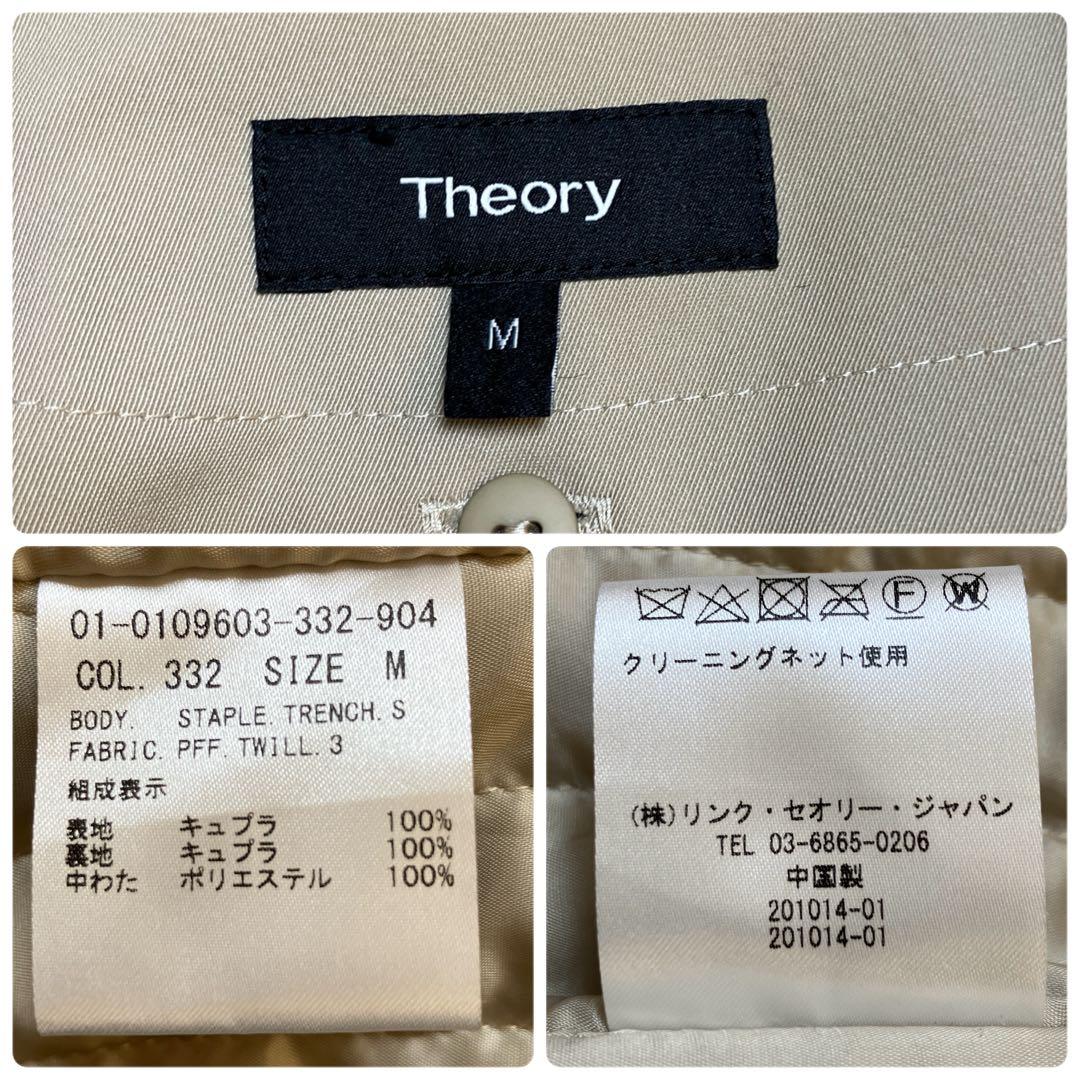 Theory
M
01-0109603-332-904
COL. 332 SIZE M
BODY. STAPLE.TRENCH.S
FABRIC. PFF.TWILL.3
組成表示
表地 キュプラ 100%
裏地 キュプラ 100%
中わた ポリエステル 100%
F W
クリーニングネット使用
(株)リンク・セオリー・ジャパン
TEL 03-6865-0206
中国製
201014-01
201014-01